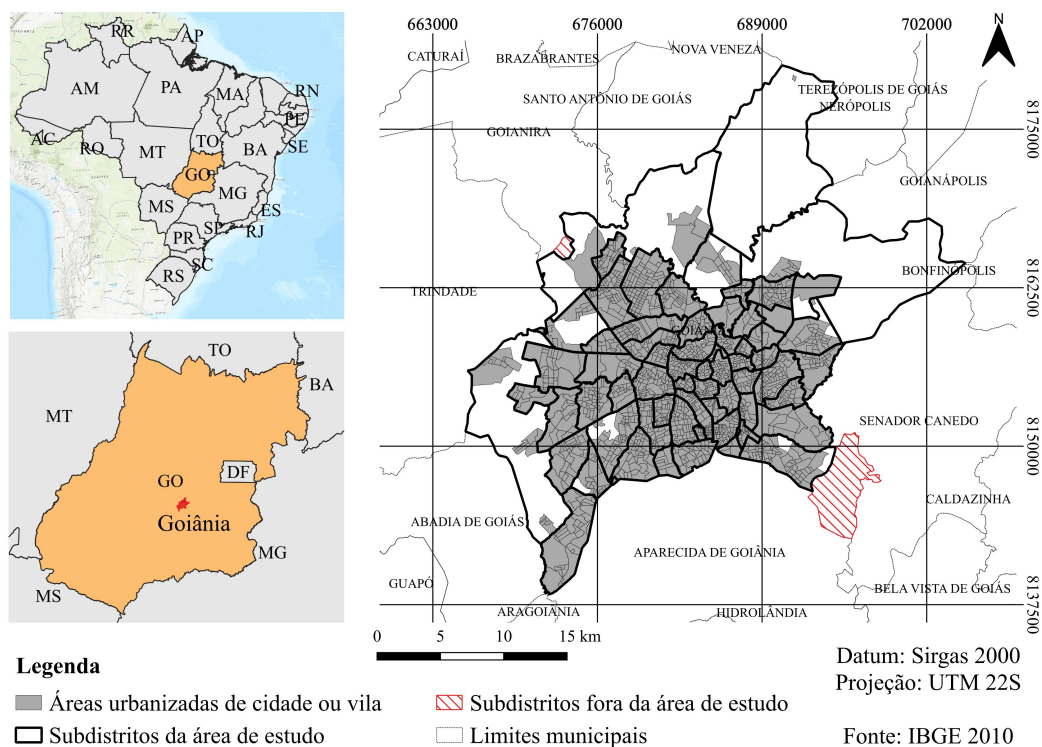 RR
AP
AM
PA
MA
RN
PE
AC
RO
TO
SE
MT
BA
GO
MG
MS
ES
SP
RJ
PR
SC
RS
TO
BA
MT
DF
GO
Goiânia
MG
MS
663000
676000
689000
702000
N
CATURAÍ
BRAZABRANTES
NOVA VENEZA
TEREZÓPOLIS DE GOIÁS
SANTO ANTÔNIO DE GOIÁS
NERÓPOLIS
GOIANIRA
8175000
GOIANÁPOLIS
BONFINÓPOLIS
8162500
TRINDADE
GOIÂNIA
SENADOR CANEDO
8150000
CALDAZINHA
ABADIA DE GOIÁS
APARECIDA DE GOIÂNIA
GUAPÓ
BELA VISTA DE GOIÁS
ARAGOIÂNIA
HIDROLÂNDIA
8137500
0 5 10 15 km
Legenda
Áreas urbanizadas de cidade ou vila
Subdistritos da área de estudo
Subdistritos fora da área de estudo
Limites municipais
Datum: Sirgas 2000
Projeção: UTM 22S
Fonte: IBGE 2010